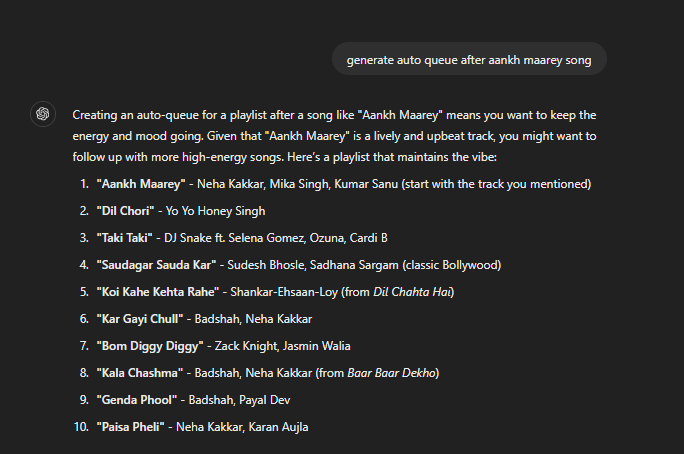 generate auto queue after aankh maarey song
Creating an auto-queue for a playlist after a song like "Aankh Maarey" means you want to keep the
energy and mood going. Given that "Aankh Maarey" is a lively and upbeat track, you might want to
follow up with more high-energy songs. Here's a playlist that maintains the vibe:
1. "Aankh Maarey" - Neha Kakkar, Mika Singh, Kumar Sanu (start with the track you mentioned)
2. "Dil Chori" - Yo Yo Honey Singh
3. "Taki Taki" - DJ Snake ft. Selena Gomez, Ozuna, Cardi B
4. "Saudagar Sauda Kar" - Sudesh Bhosle, Sadhana Sargam (classic Bollywood)
5. "Koi Kahe Kehta Rahe" - Shankar-Ehsaan-Loy (from Dil Chahta Hai)
6. "Kar Gayi Chull" - Badshah, Neha Kakkar
7. "Bom Diggy Diggy" - Zack Knight, Jasmin Walia
8. "Kala Chashma" - Badshah, Neha Kakkar (from Baar Baar Dekho)
9. "Genda Phool" - Badshah, Payal Dev
10. "Paisa Pheli" - Neha Kakkar, Karan Aujla